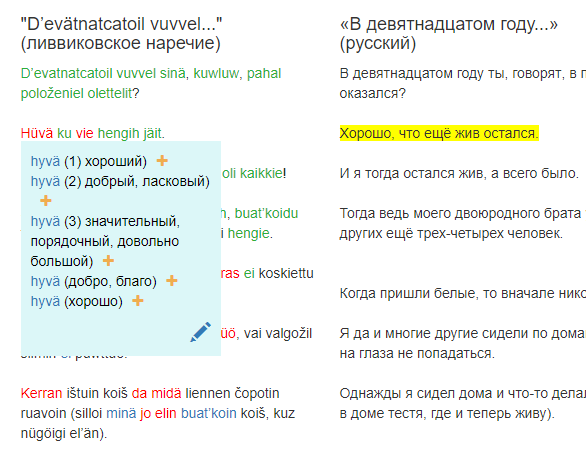 "D’evätnatcatoil vuvvel..."
(ливвиковское наречие)
D’evatnatcatoil vuvvel sinä, kuwluw, pahal
položeniel olettelit?
Hüvä ku vie hengih jäit.
hyvä (1) хороший)
hyvä (2) добрый, ласковый)
hyvä (3) значительный,
порядочный, довольно
большой)
hyvä (добро, благо)
hyvä (хорошо)
oli kaikkie!
buat’koidu
hengie.
ei koskiettu
vai valgožil
Kerran ištuin koiš da midä liennen čopotin
ruavoin (silloi minä jo elin buat’koin koiš, kuz
nügöigi el’än).
«В девятнадцатом году...»
(русский)
В девятнадцатом году ты, говорят, в
оказался?
Хорошо, что ещё жив остался.
И я тогда остался жив, а всего было.
Тогда ведь моего двоюродного брата
других ещё трех-четырех человек.
Когда пришли белые, то вначале
Я да и многие другие сидели по
на глаза не попадаться.
Однажды я сидел дома и что-то
в доме тестя, где и теперь живу).